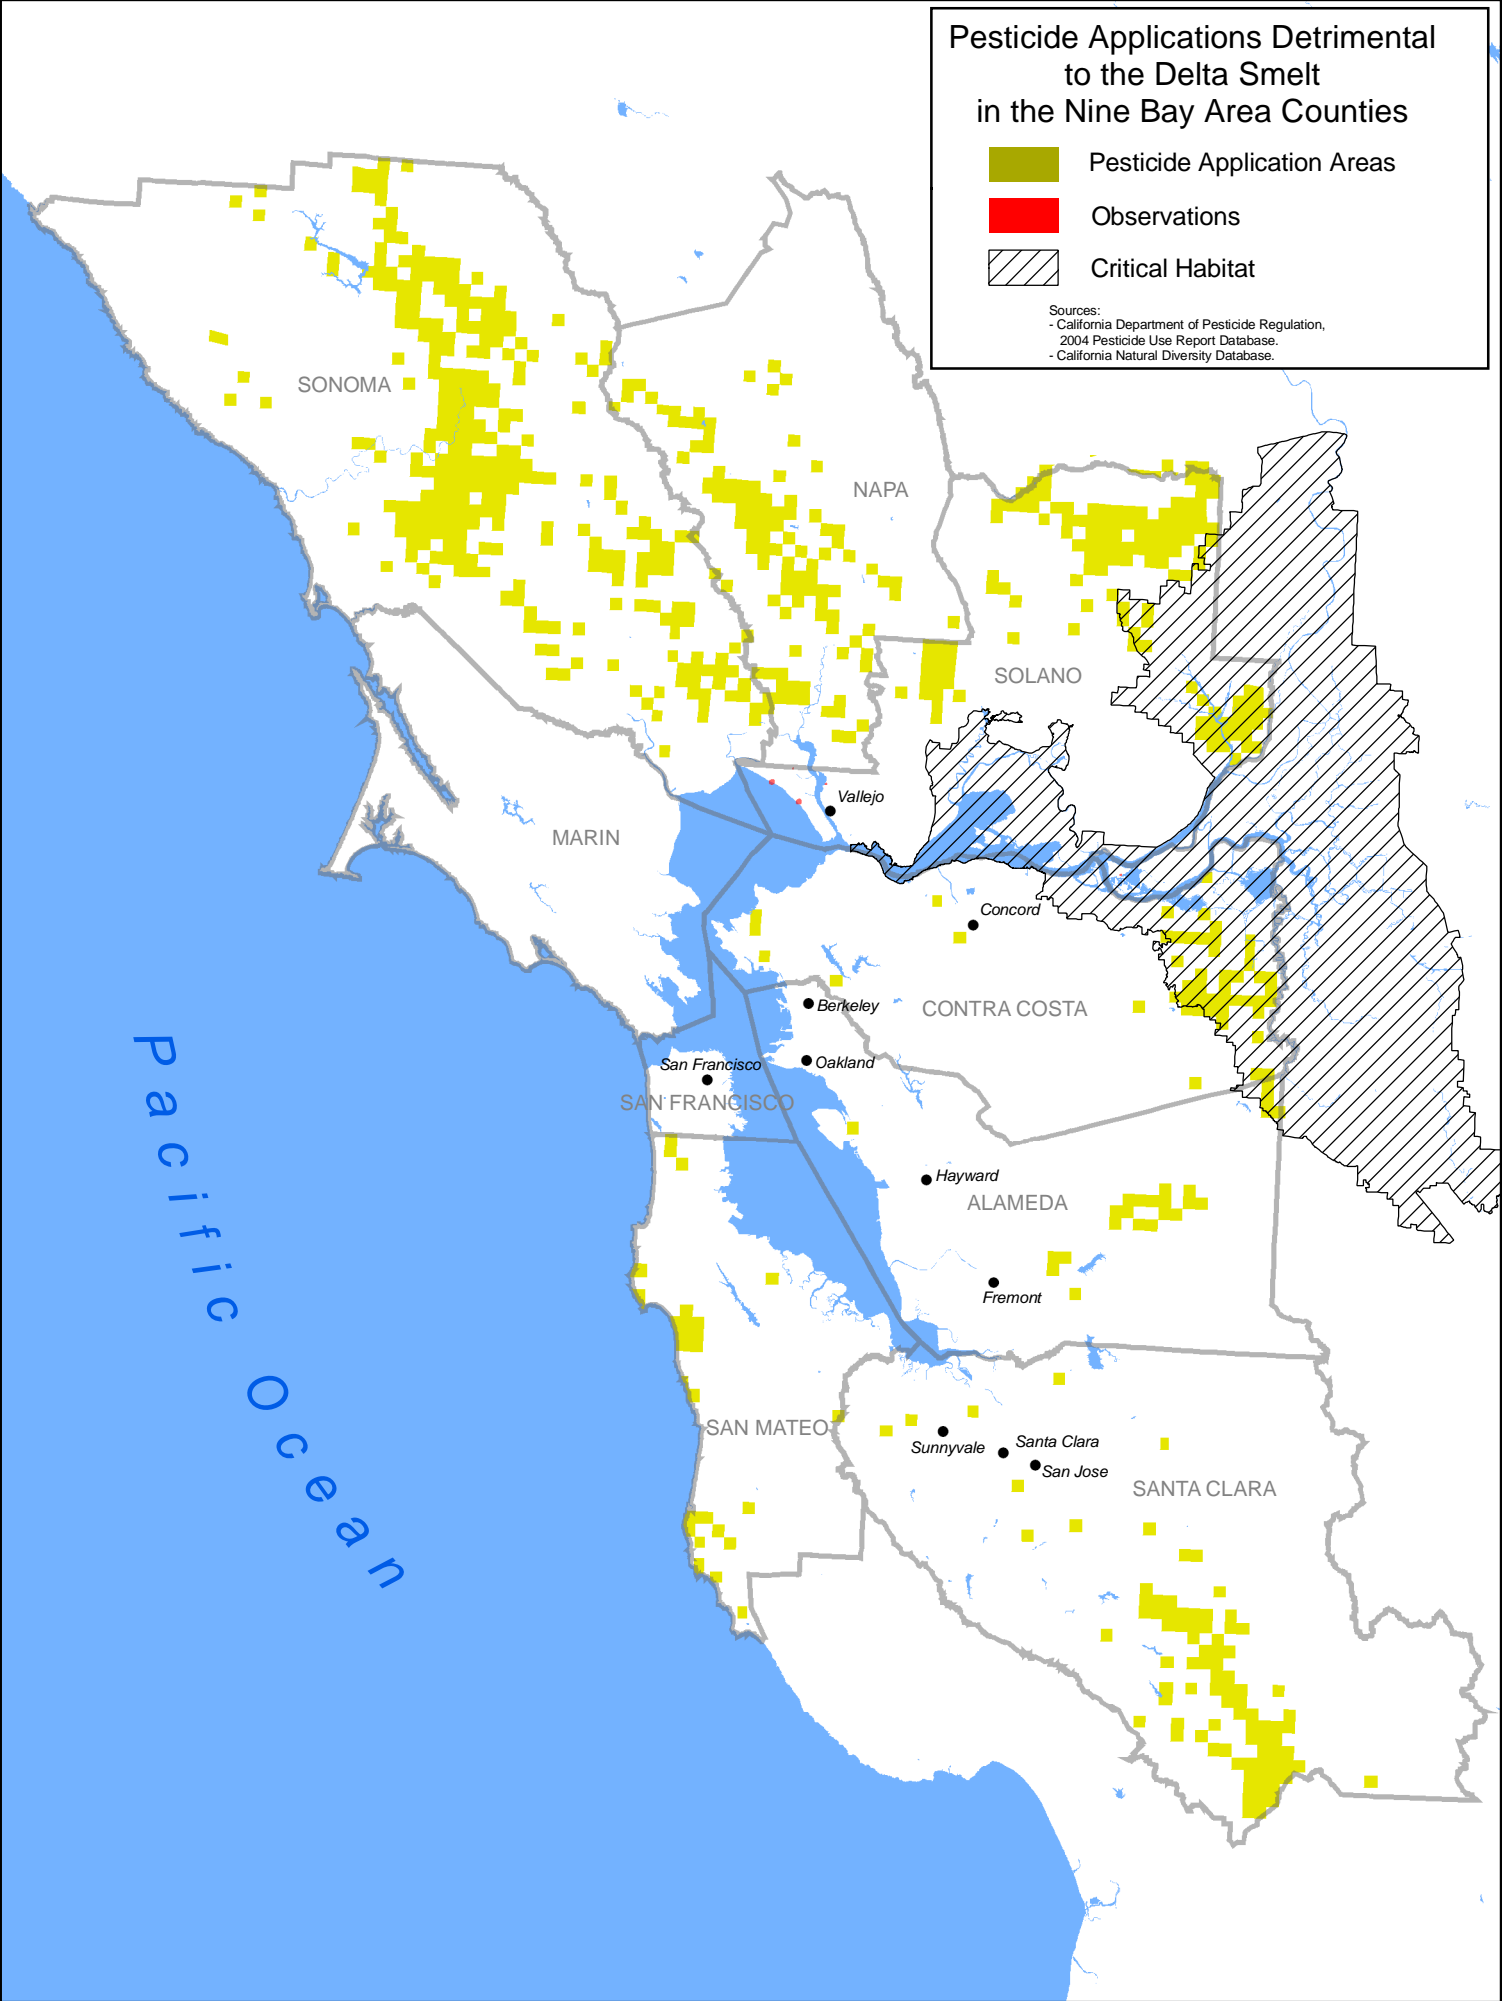 Pesticide Applications Detrimental
to the Delta Smelt
in the Nine Bay Area Counties
Pesticide Application Areas
Observations
Critical Habitat
Sources:
- California Department of Pesticide Regulation,
2004 Pesticide Use Report Database.
- California Natural Diversity Database.
SONOMA
NAPA
SOLANO
Vallejo
MARIN
Concord
Berkeley
CONTRA COSTA
Oakland
San Francisco
SAN FRANCISCO
Hayward
ALAMEDA
Fremont
SAN MATEO
Sunnyvale
Santa Clara
San Jose
SANTA CLARA
Pacific Ocean